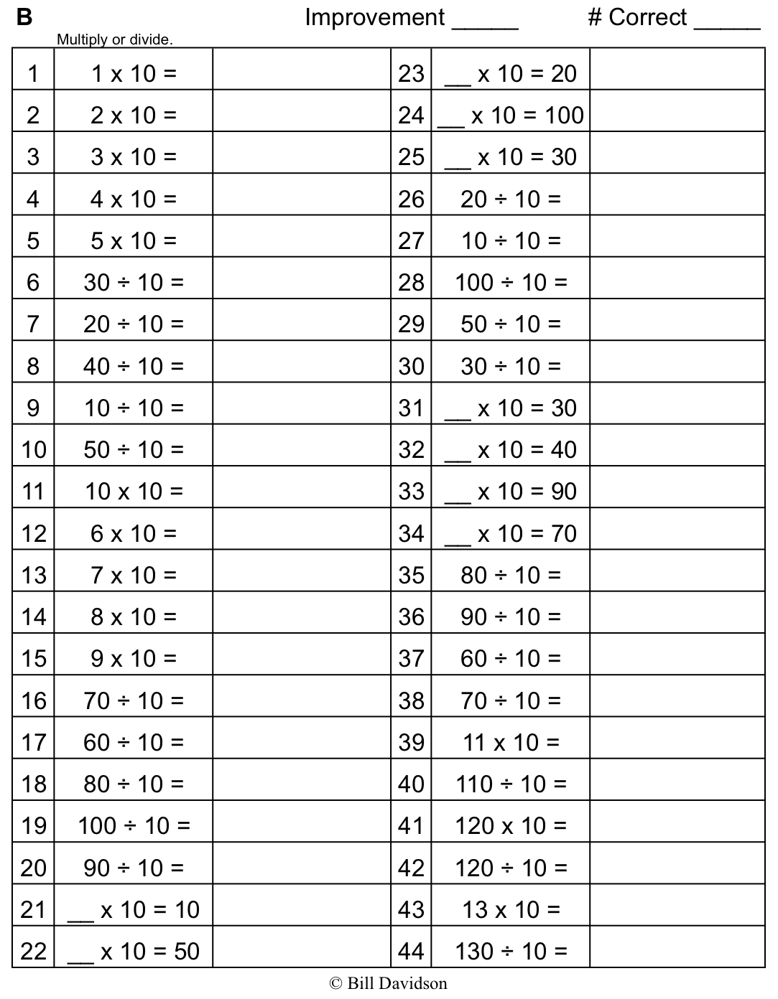 B Improvement _____ # Correct _____
Multiply or divide.
1 1 x 10 = 23 __ x 10 = 20
2 2 x 10 = 24 __ x 10 = 100
3 3 x 10 = 25 __ x 10 = 30
4 4 x 10 = 26 20 ÷ 10 =
5 5 x 10 = 27 10 ÷ 10 =
6 30 ÷ 10 = 28 100 ÷ 10 =
7 20 ÷ 10 = 29 50 ÷ 10 =
8 40 ÷ 10 = 30 30 ÷ 10 =
9 10 ÷ 10 = 31 __ x 10 = 30
10 50 ÷ 10 = 32 __ x 10 = 40
11 10 x 10 = 33 __ x 10 = 90
12 6 x 10 = 34 __ x 10 = 70
13 7 x 10 = 35 80 ÷ 10 =
14 8 x 10 = 36 90 ÷ 10 =
15 9 x 10 = 37 60 ÷ 10 =
16 70 ÷ 10 = 38 70 ÷ 10 =
17 60 ÷ 10 = 39 11 x 10 =
18 80 ÷ 10 = 40 110 ÷ 10 =
19 100 ÷ 10 = 41 120 x 10 =
20 90 ÷ 10 = 42 120 ÷ 10 =
21 __ x 10 = 10 43 13 x 10 =
22 __ x 10 = 50 44 130 ÷ 10 =
© Bill Davidson